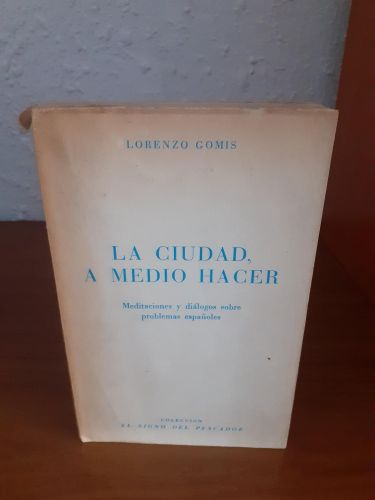 LORENZO GOMIS
LA CIUDAD,
A MEDIO HACER
Meditaciones y diálogos sobre
problemas españoles
COLECCION
EL SIGNO DEL PESCADOR